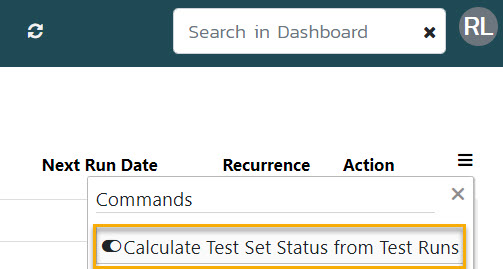 Search in Dashboard
RL
Next Run Date Recurrence Action
Commands
Calculate Test Set Status from Test Runs